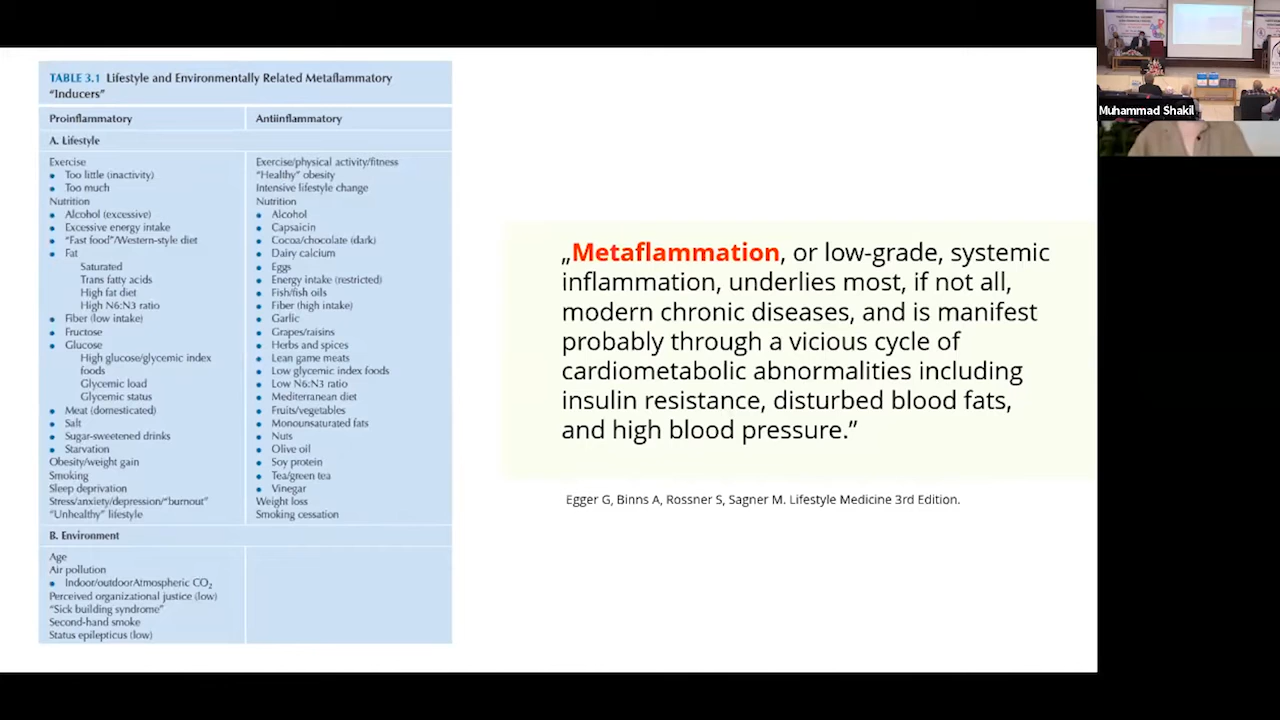 TABLE 3.1 Lifestyle and Environmentally Related Metaflammatory
"Inducers"
Proinflammatory
Antiinflammatory
A. Lifestyle
Exercise
• Too little (inactivity)
• Too much
Nutrition
• Alcohol (excessive)
• Excessive energy intake
• "Fast food"/Western-style diet
• Fat
Saturated
Trans fatty acids
High fat diet
High N6:N3 ratio
• Fiber (low intake)
• Fructose
• Glucose
High glucose/glycemic index
foods
Glycemic load
Glycemic status
• Meat (domesticated)
• Salt
• Sugar-sweetened drinks
• Starvation
Obesity/weight gain
Smoking
Sleep deprivation
Stress/anxiety/depression/"burnout"
"Unhealthy" lifestyle
Exercise/physical activity/fitness
"Healthy" obesity
Intensive lifestyle change
Nutrition
• Alcohol
• Capsaicin
• Cocoa/chocolate (dark)
• Dairy calcium
• Eggs
• Energy intake (restricted)
• Fish/fish oils
• Fiber (high intake)
• Garlic
• Grapes/raisins
• Herbs and spices
• Lean game meats
• Low glycemic index foods
• Low N6:N3 ratio
• Mediterranean diet
• Fruits/vegetables
• Monounsaturated fats
• Nuts
• Olive oil
• Soy protein
• Tea/green tea
• Vinegar
Weight loss
Smoking cessation
B. Environment
Age
Air pollution
• Indoor/outdoorAtmospheric CO₂
Perceived organizational justice (low)
"Sick building syndrome"
Second-hand smoke
Status epilepticus (low)
„Metaflammation, or low-grade, systemic
inflammation, underlies most, if not all,
modern chronic diseases, and is manifest
probably through a vicious cycle of
cardiometabolic abnormalities including
insulin resistance, disturbed blood fats,
and high blood pressure.”
Egger G, Binns A, Rossner S, Sagner M. Lifestyle Medicine 3rd Edition.
Muhammad Shakil